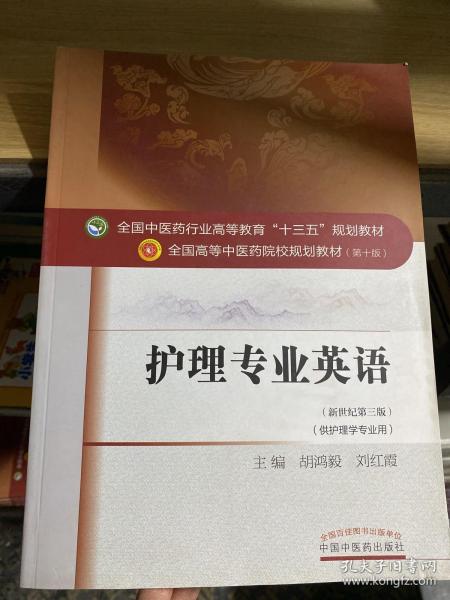 全国中医药行业高等教育“十三五”规划教材
全国高等中医药院校规划教材（第十版）
护理专业英语
（新世纪第三版）
（供护理学专业用）
主编 胡鸿毅 刘红霞
全国百佳图书出版单位
中国中医药出版社
小学生
孔夫子旧书网
kongfz.com